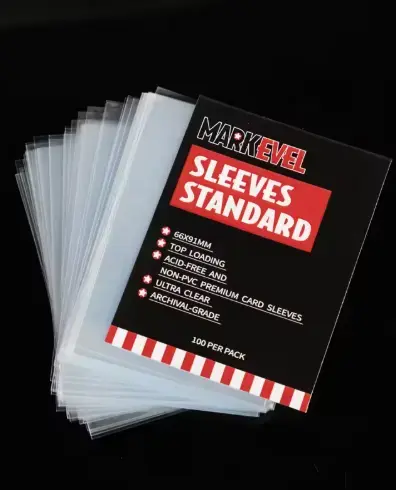 MARKEVEL
SLEEVES
STANDARD
66X91MM
TOP LOADING
ACID-FREE AND
NON-PVC PREMIUM CARD SLEEVES
ULTRA CLEAR
ARCHIVAL-GRADE
100 PER PACK